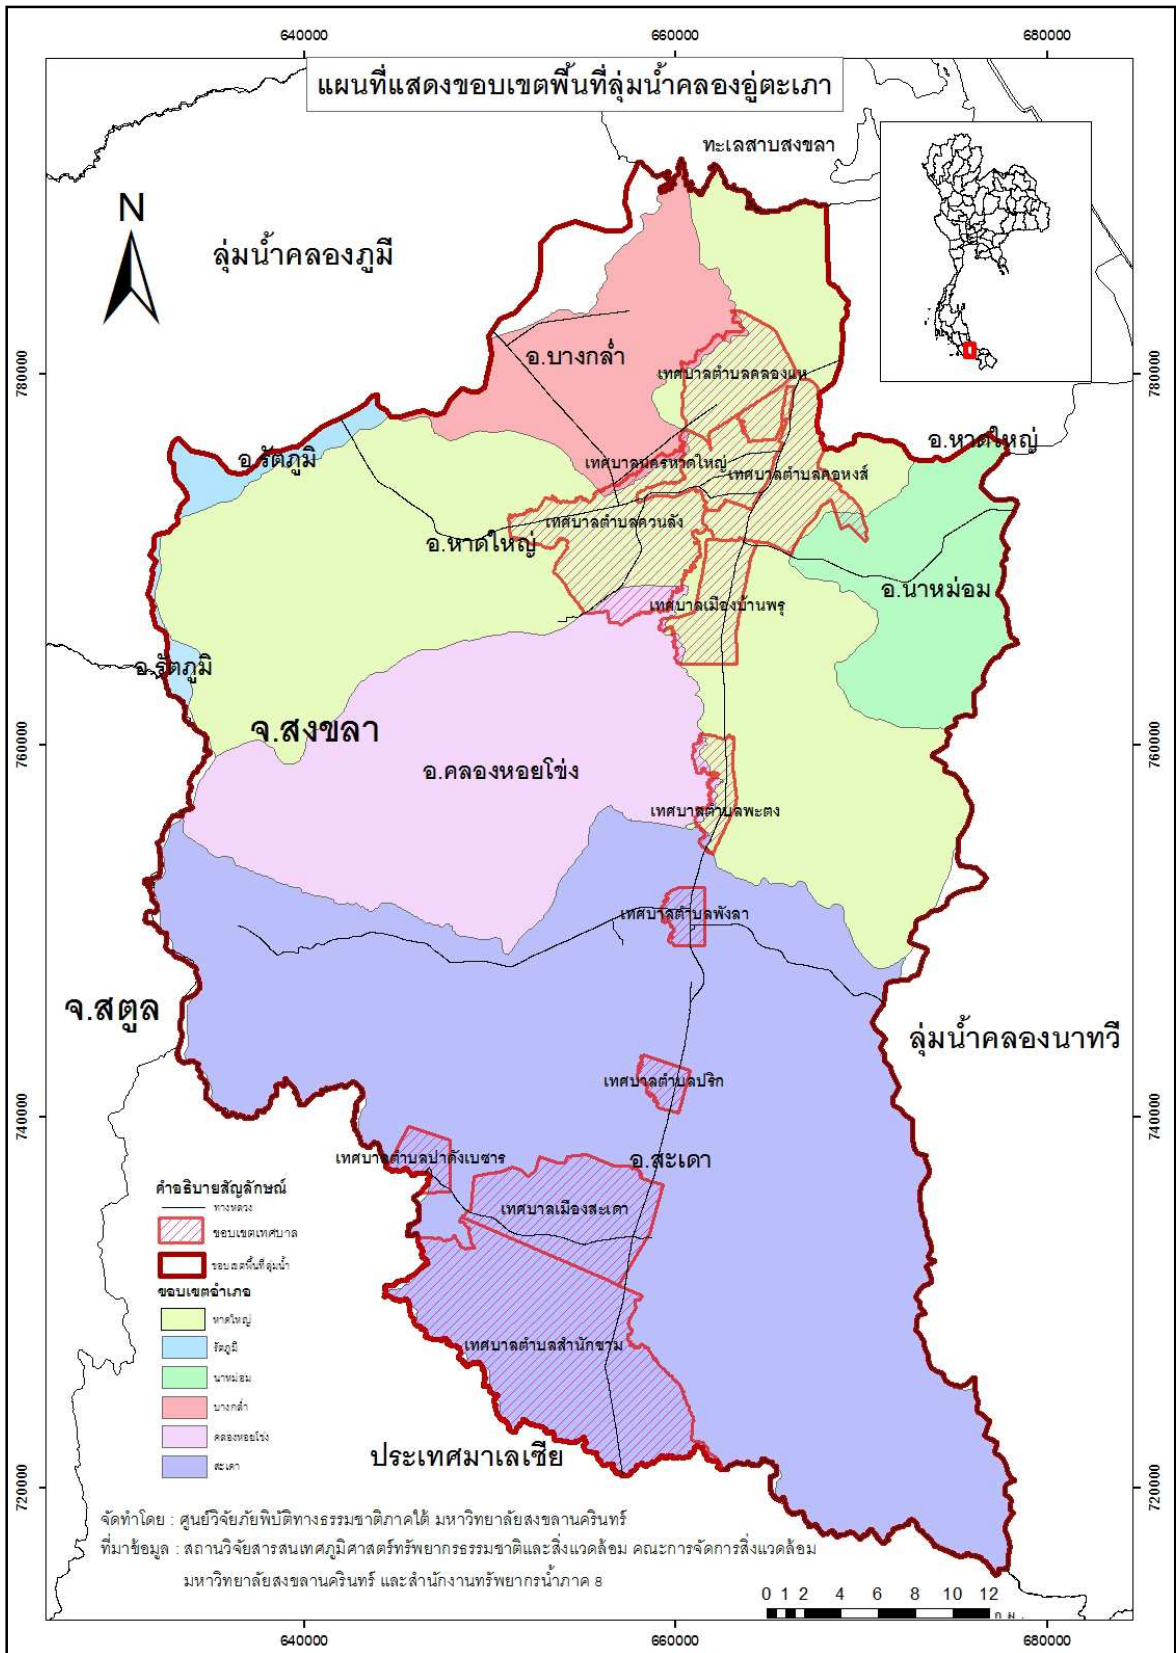 640000
660000
680000
แผนที่แสดงขอบเขตพื้นที่ลุ่มน้ำคลองอู่ตะเภา
ทะเลสาบสงขลา
N
ลุ่มน้ำคลองภูมี
อ.บางกล่ำ
780000
780000
เทศบาลตำบลคลองแห
อ.หาดใหญ่
อ.รัตภูมิ
เทศบาลนครหาดใหญ่
เทศบาลตำบลคอหงส์
เทศบาลตำบลควนลัง
อ.หาดใหญ่
อ.นาหม่อม
เทศบาลเมืองบ้านพรุ
อ.รัตภูมิ
จ.สงขลา
760000
760000
อ.คลองหอยโข่ง
เทศบาลตำบลพะตง
เทศบาลตำบลพังลา
จ.สตูล
ลุ่มน้ำคลองนาทวี
เทศบาลตำบลปริก
740000
740000
เทศบาลตำบลปาดังเบซาร
อ.สะเดา
คำอธิบายสัญลักษณ์
ทางหลวง
เทศบาลเมืองสะเดา
ขอบเขตเทศบาล
ขอบเขตพื้นที่ลุ่มน้ำ
ขอบเขตอำเภอ
หาดใหญ่
รัตภูมิ
เทศบาลตำบลสำนักขาม
นาหม่อม
บางกล่ำ
คลองหอยโข่ง
ประเทศมาเลเซีย
สะเดา
720000
720000
จัดทำโดย : ศูนย์วิจัยภัยพิบัติทางธรรมชาติภาคใต้ มหาวิทยาลัยสงขลานครินทร์
ที่มาข้อมูล : สถานวิจัยสารสนเทศภูมิศาสตร์ทรัพยากรธรรมชาติและสิ่งแวดล้อม คณะการจัดการสิ่งแวดล้อม
มหาวิทยาลัยสงขลานครินทร์ และสำนักงานทรัพยากรน้ำภาค 8
0 1 2 4 6 8 10 12
ก.ม.
640000
660000
680000